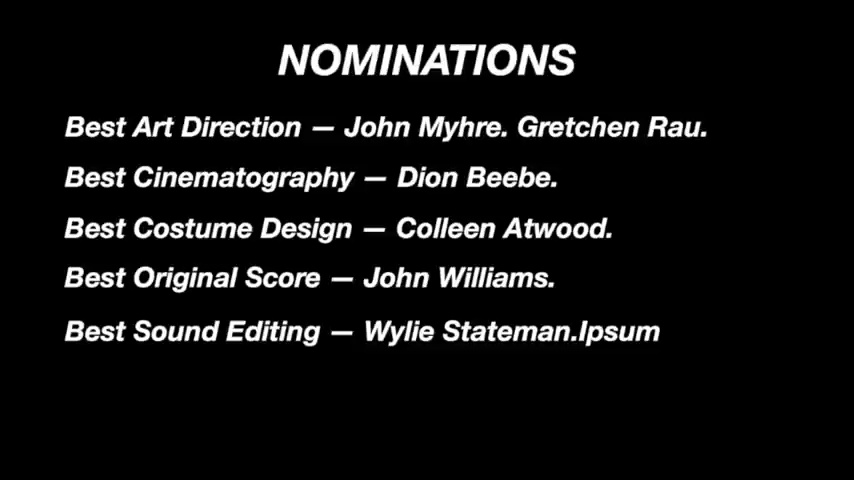 NOMINATIONS
Best Art Direction — John Myhre. Gretchen Rau.
Best Cinematography — Dion Beebe.
Best Costume Design — Colleen Atwood.
Best Original Score — John Williams.
Best Sound Editing — Wylie Stateman.Ipsum